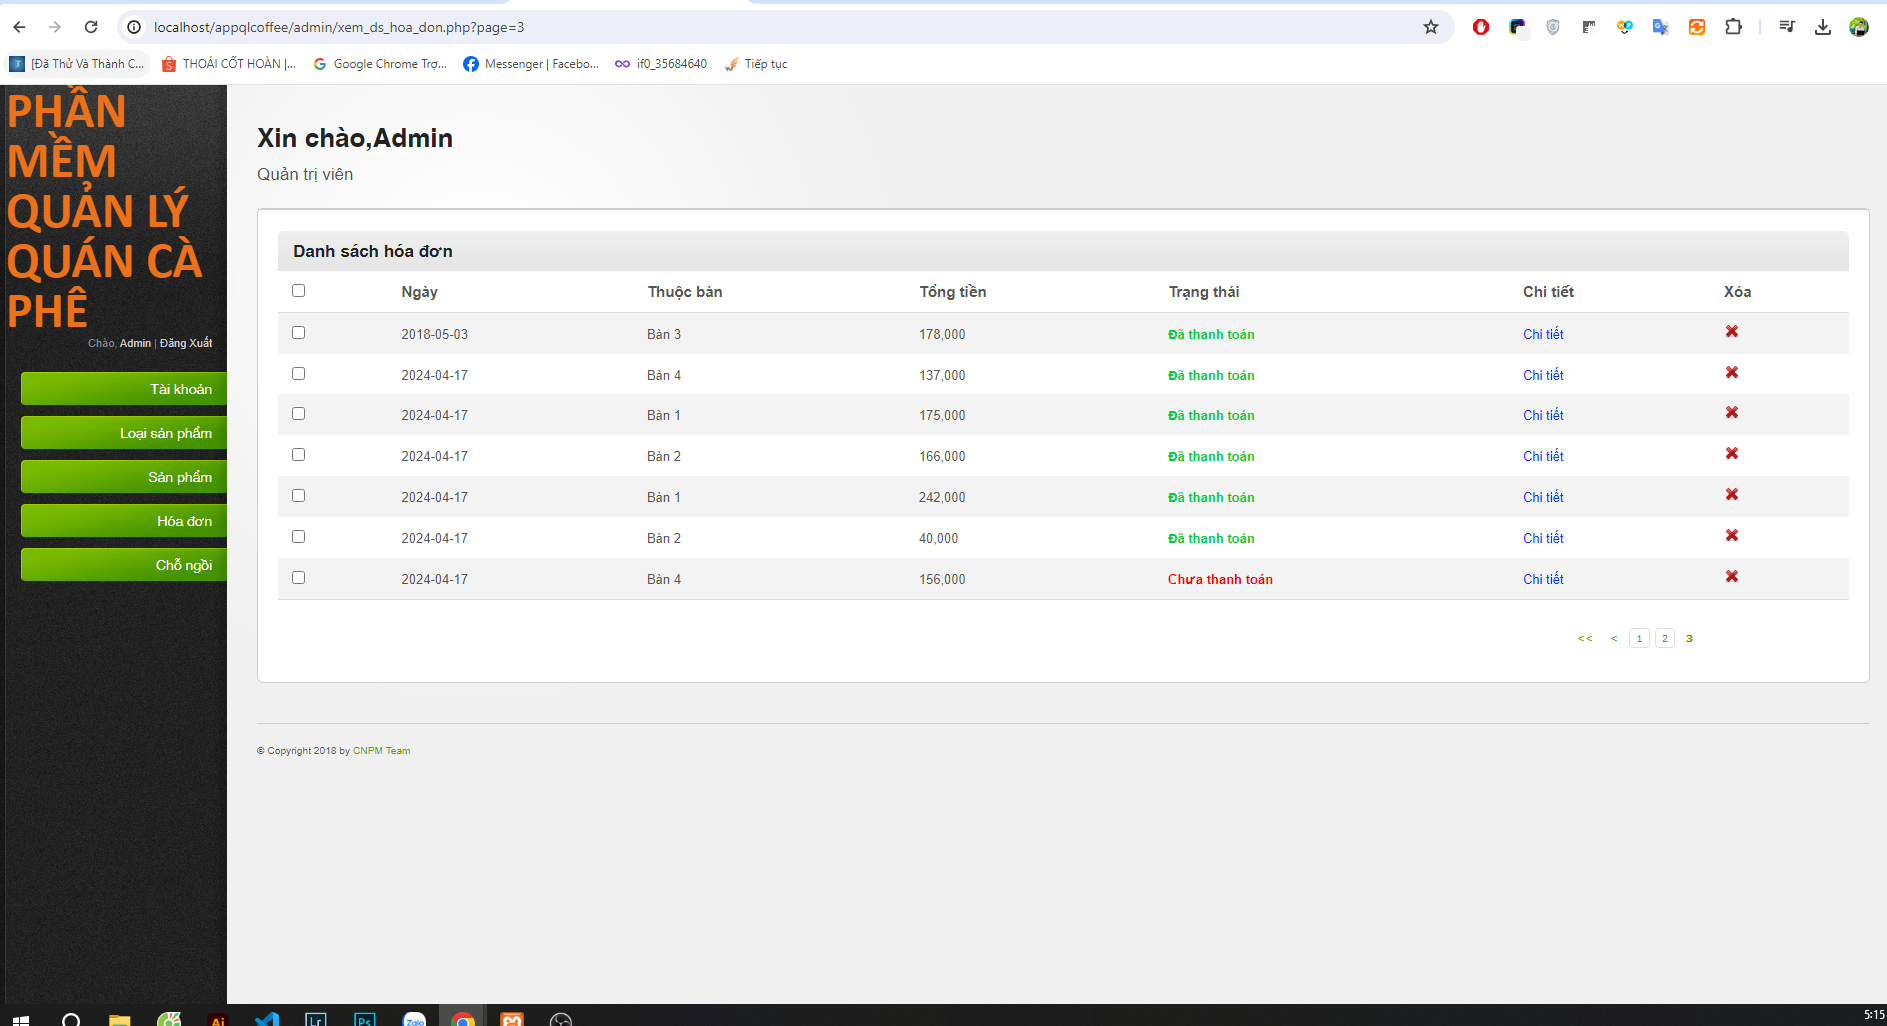 localhost/appqlcoffee/admin/xem_ds_hoa_don.php?page=3
[Đã Thử Và Thành C... THOÁI CỐT HOÀN |... Google Chrome Trợ... Messenger | Facebo... if0_35684640 Tiếp tục
PHẦN
MỀM
QUẢN LÝ
QUÁN CÀ
PHÊ
Chào, Admin | Đăng Xuất
Tài khoản
Loại sản phẩm
Sản phẩm
Hóa đơn
Chỗ ngồi
Xin chào,Admin
Quản trị viên
Danh sách hóa đơn
Ngày Thuộc bàn Tổng tiền Trạng thái Chi tiết Xóa
2018-05-03 Bàn 3 178,000 Đã thanh toán Chi tiết
2024-04-17 Bàn 4 137,000 Đã thanh toán Chi tiết
2024-04-17 Bàn 1 175,000 Đã thanh toán Chi tiết
2024-04-17 Bàn 2 166,000 Đã thanh toán Chi tiết
2024-04-17 Bàn 1 242,000 Đã thanh toán Chi tiết
2024-04-17 Bàn 2 40,000 Đã thanh toán Chi tiết
2024-04-17 Bàn 4 156,000 Chưa thanh toán Chi tiết
<< < 1 2 3
© Copyright 2018 by CNPM Team
Ai Lr Ps Zalo
5:15